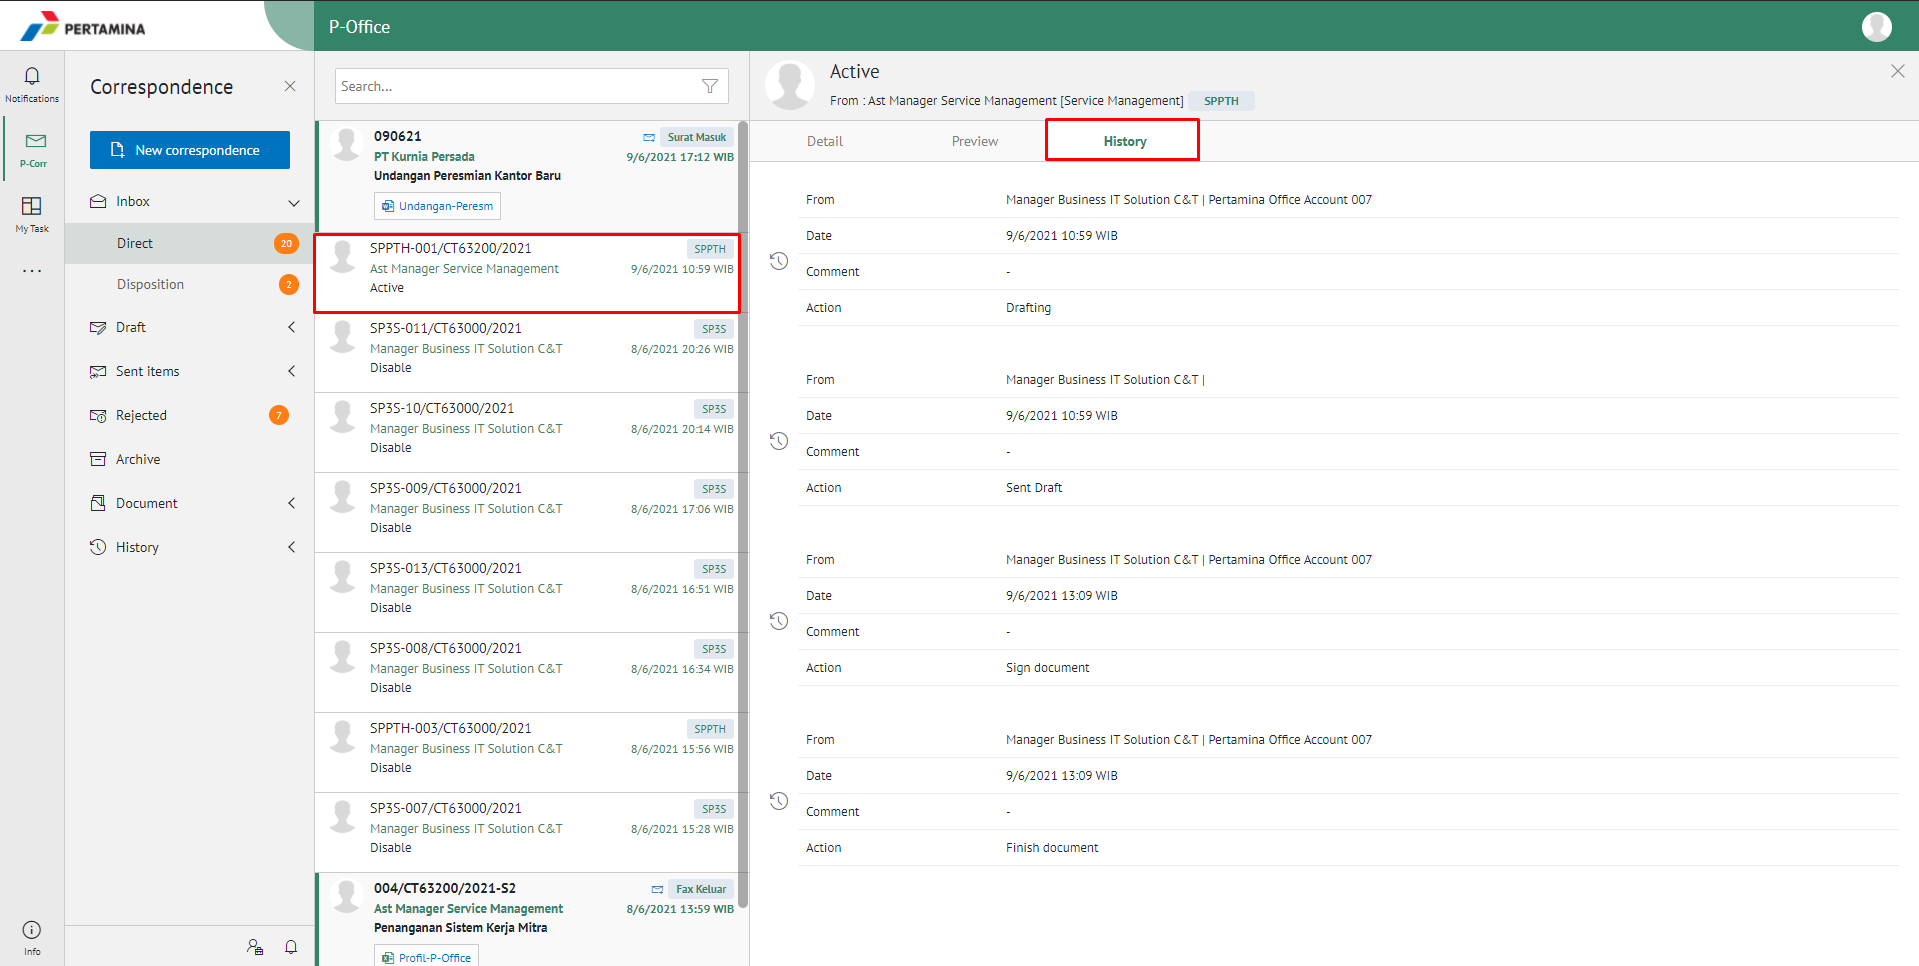 PERTAMINA
P-Office
Notifications
P-Corr
My Task
Info
Correspondence
New correspondence
Inbox
Direct
20
Disposition
2
Draft
Sent items
Rejected
7
Archive
Document
History
Search...
090621
Surat Masuk
PT Kurnia Persada
9/6/2021 17:12 WIB
Undangan Peresmian Kantor Baru
Undangan-Peresm
SPPTH-001/CT63200/2021
SPPTH
Ast Manager Service Management
9/6/2021 10:59 WIB
Active
SP3S-011/CT63000/2021
SP3S
Manager Business IT Solution C&T
8/6/2021 20:26 WIB
Disable
SP3S-10/CT63000/2021
SP3S
Manager Business IT Solution C&T
8/6/2021 20:14 WIB
Disable
SP3S-009/CT63000/2021
SP3S
Manager Business IT Solution C&T
8/6/2021 17:06 WIB
Disable
SP3S-013/CT63000/2021
SP3S
Manager Business IT Solution C&T
8/6/2021 16:51 WIB
Disable
SP3S-008/CT63000/2021
SP3S
Manager Business IT Solution C&T
8/6/2021 16:34 WIB
Disable
SPPTH-003/CT63000/2021
SPPTH
Manager Business IT Solution C&T
8/6/2021 15:56 WIB
Disable
SP3S-007/CT63000/2021
SP3S
Manager Business IT Solution C&T
8/6/2021 15:28 WIB
Disable
004/CT63200/2021-S2
Fax Keluar
Ast Manager Service Management
8/6/2021 13:59 WIB
Penanganan Sistem Kerja Mitra
Profil-P-Office
Active
From : Ast Manager Service Management [Service Management] SPPTH
Detail Preview History
From Manager Business IT Solution C&T | Pertamina Office Account 007
Date 9/6/2021 10:59 WIB
Comment -
Action Drafting
From Manager Business IT Solution C&T |
Date 9/6/2021 10:59 WIB
Comment -
Action Sent Draft
From Manager Business IT Solution C&T | Pertamina Office Account 007
Date 9/6/2021 13:09 WIB
Comment -
Action Sign document
From Manager Business IT Solution C&T | Pertamina Office Account 007
Date 9/6/2021 13:09 WIB
Comment -
Action Finish document